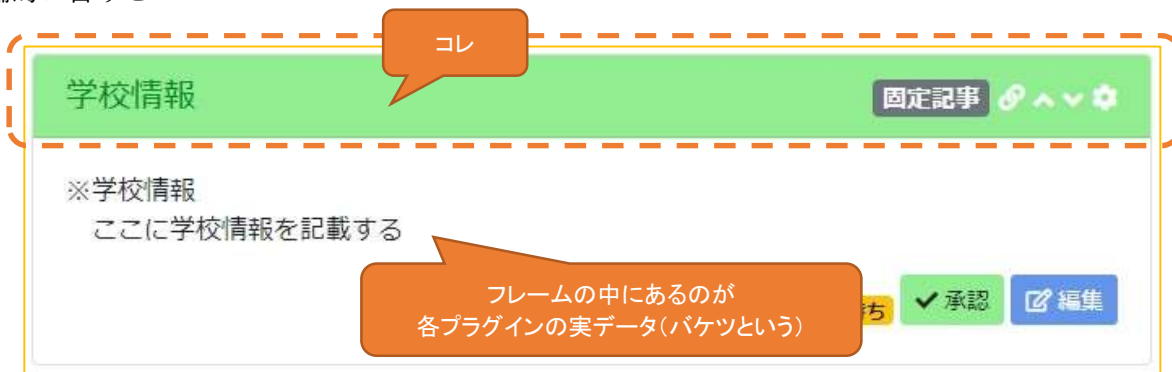 コレ
学校情報
固定記事
※学校情報
ここに学校情報を記載する
フレームの中にあるのが
各プラグインの実データ(バケツという)
ち
承認
編集